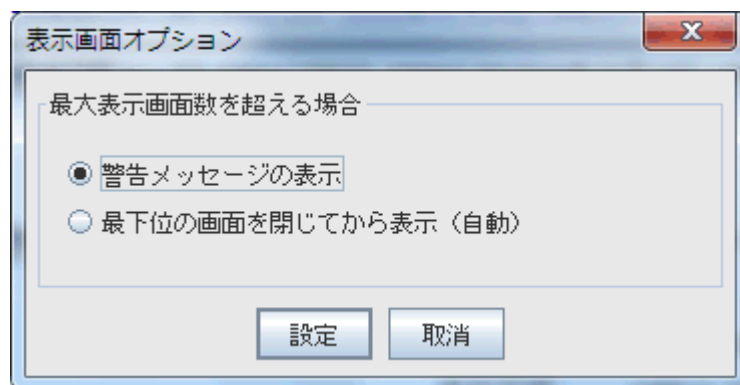 表示画面オプション
最大表示画面数を超える場合
警告メッセージの表示
最下位の画面を閉じてから表示（自動）
設定 取消